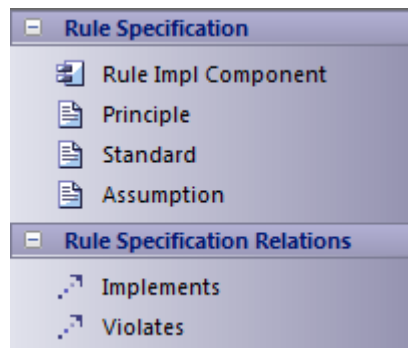 Rule Specification
Rule Impl Component
Principle
Standard
Assumption
Rule Specification Relations
Implements
Violates